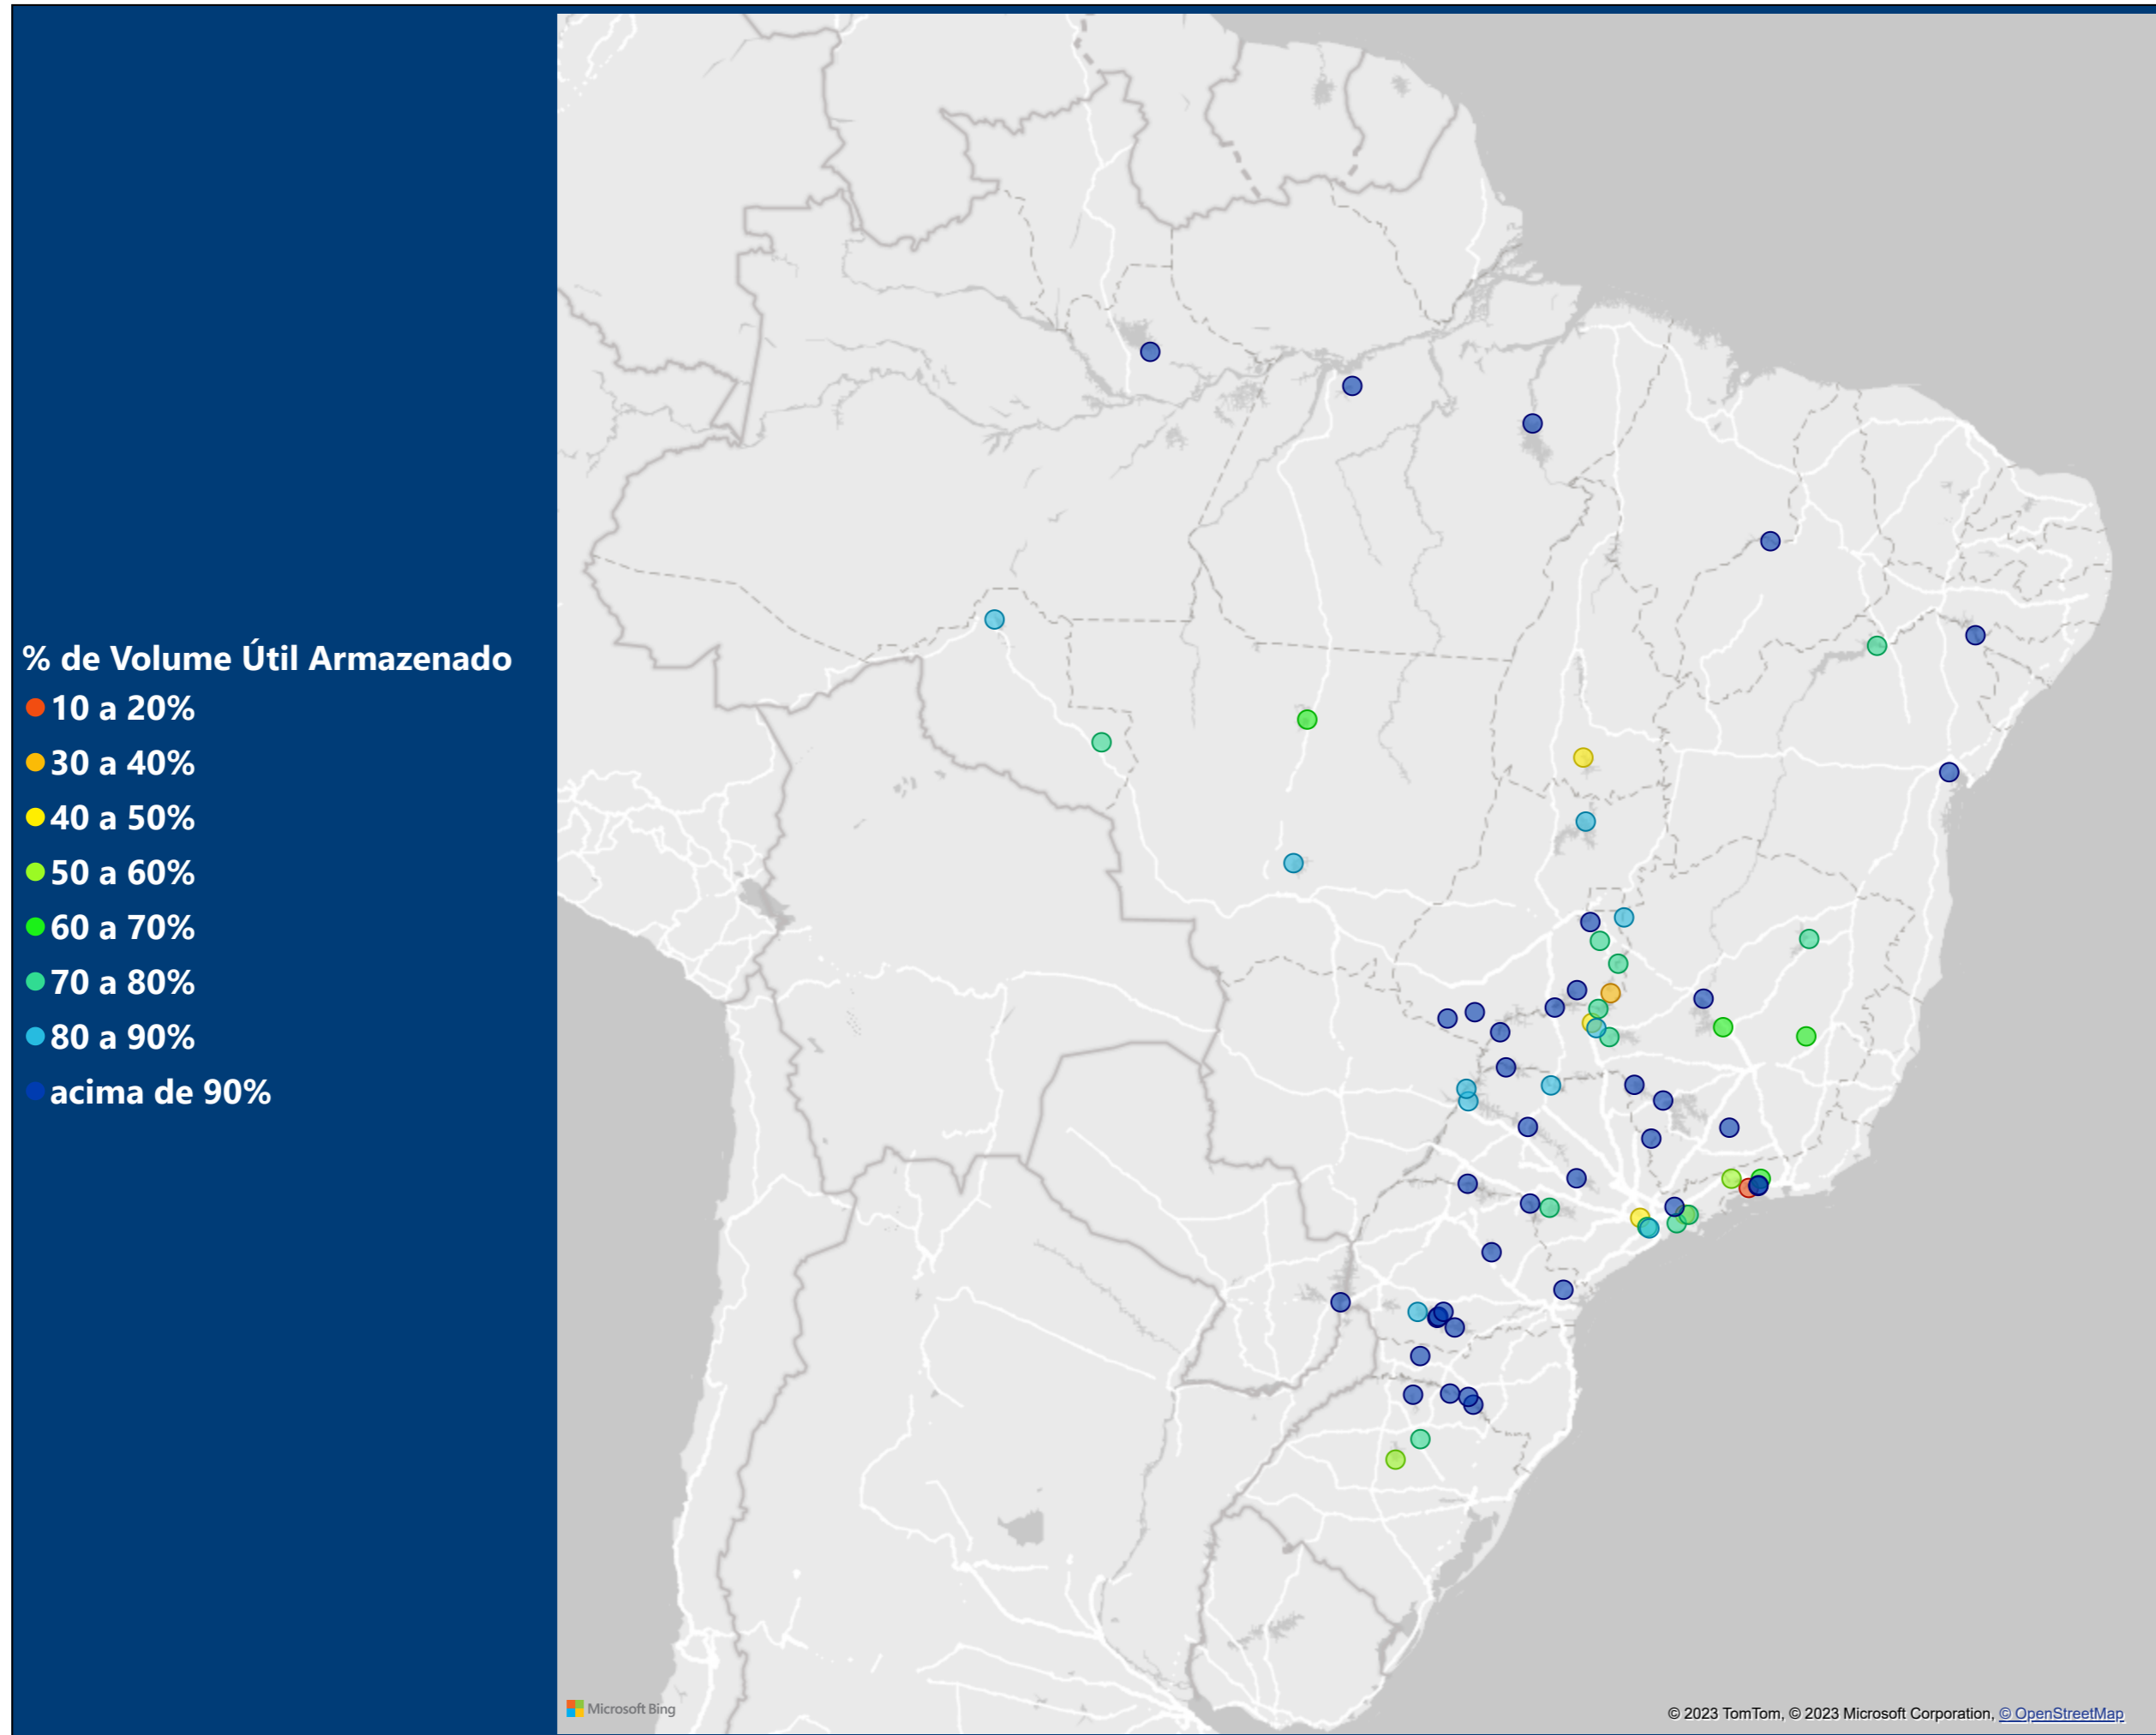 % de Volume Útil Armazenado
10 a 20%
30 a 40%
40 a 50%
50 a 60%
60 a 70%
70 a 80%
80 a 90%
acima de 90%
Microsoft Bing
© 2023 TomTom, © 2023 Microsoft Corporation, © OpenStreetMap